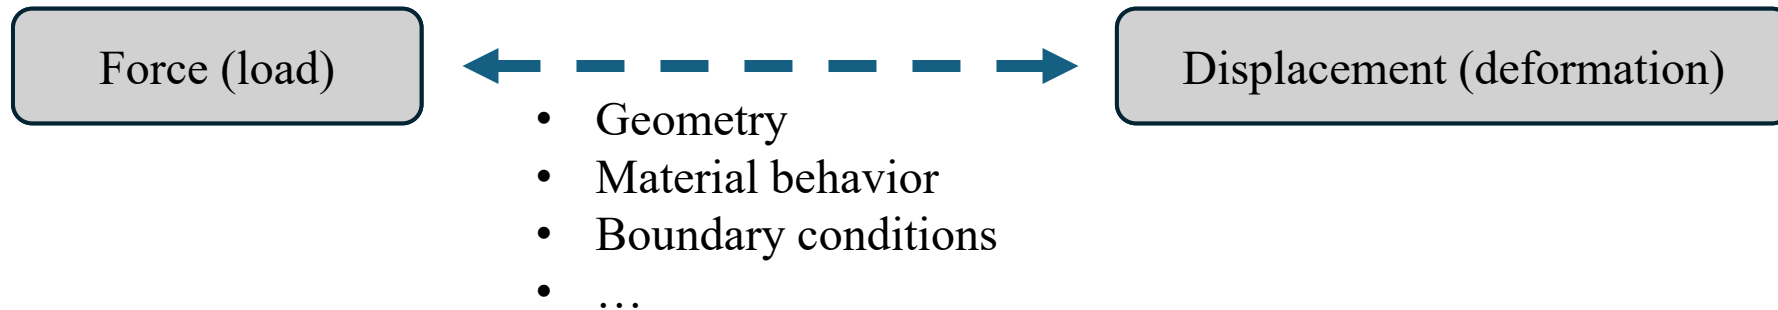 Force (load)
Displacement (deformation)
• Geometry
• Material behavior
• Boundary conditions
• …